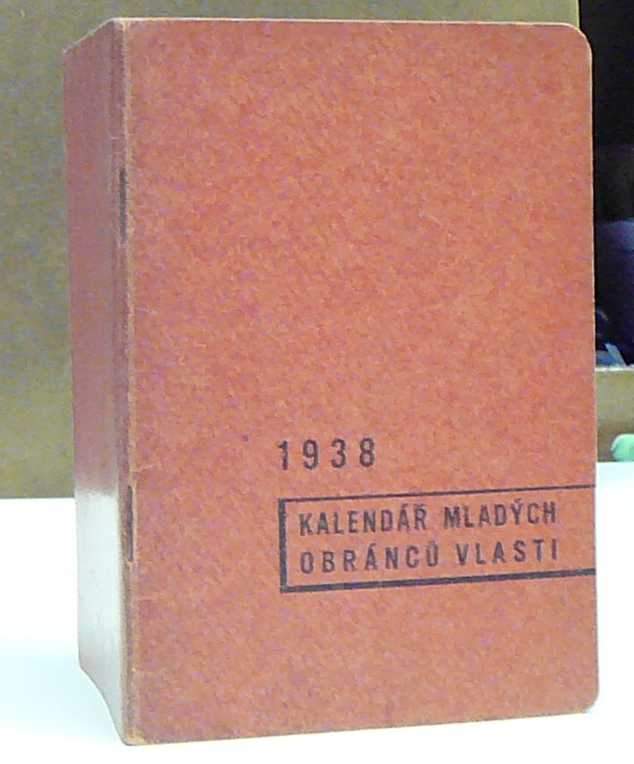 1938
KALENDÁŘ MLADÝCH
OBRÁNCŮ VLASTI